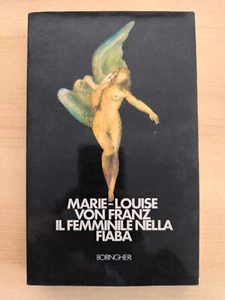 MARIE-LOUISE
VON FRANZ
IL FEMMINILE NELLA
FIABA
BORINGHIERI